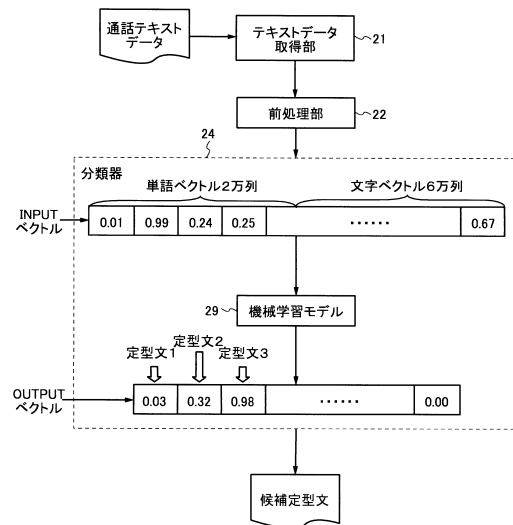 通話テキスト
データ
テキストデータ
取得部
21
前処理部
22
24
分類器
単語ベクトル2万列
文字ベクトル6万列
INPUT
ベクトル
0.01 0.99 0.24 0.25 ‥‥‥ 0.67
機械学習モデル
29
定型文1 定型文2 定型文3
OUTPUT
ベクトル
0.03 0.32 0.98 ‥‥‥ 0.00
候補定型文